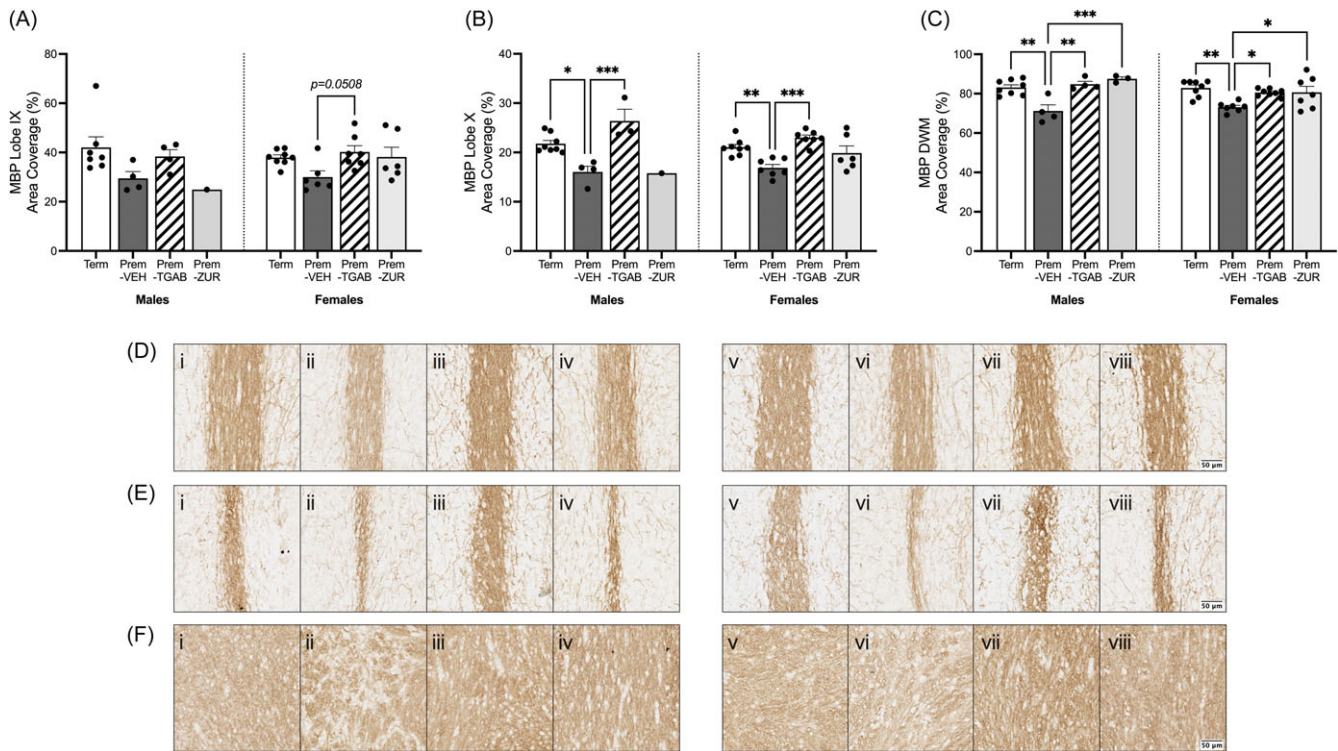 (A)
MBP Lobe IX
Area Coverage (%)
80
60
40
20
0
p=0.0508
Term
Prem
-VEH
Prem
-TGAB
Prem
-ZUR
Term
Prem
-VEH
Prem
-TGAB
Prem
-ZUR
Males
Females
(B)
MBP Lobe X
Area Coverage (%)
40
30
20
10
0
*
***
**
***
Term
Prem
-VEH
Prem
-TGAB
Prem
-ZUR
Term
Prem
-VEH
Prem
-TGAB
Prem
-ZUR
Males
Females
(C)
MBP DWM
Area Coverage (%)
100
80
60
40
20
0
***
**
**
*
**
*
Term
Prem
-VEH
Prem
-TGAB
Prem
-ZUR
Term
Prem
-VEH
Prem
-TGAB
Prem
-ZUR
Males
Females
(D)
i
ii
iii
iv
v
vi
vii
viii
50 µm
(E)
i
ii
iii
iv
v
vi
vii
viii
50 µm
(F)
i
ii
iii
iv
v
vi
vii
viii
50 µm